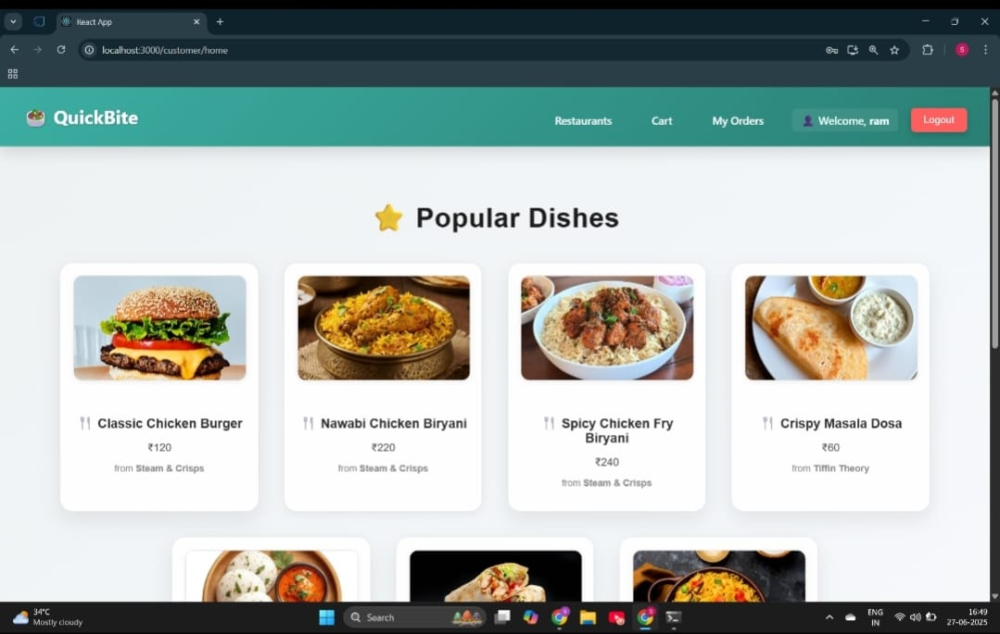 React App
localhost:3000/customer/home
S
QuickBite
Restaurants
Cart
My Orders
Welcome, ram
Logout
Popular Dishes
Classic Chicken Burger
₹120
from Steam & Crisps
Nawabi Chicken Biryani
₹220
from Steam & Crisps
Spicy Chicken Fry
Biryani
₹240
from Steam & Crisps
Crispy Masala Dosa
₹60
from Tiffin Theory
34°C
Mostly cloudy
Search
ENG
IN
16:49
27-06-2025